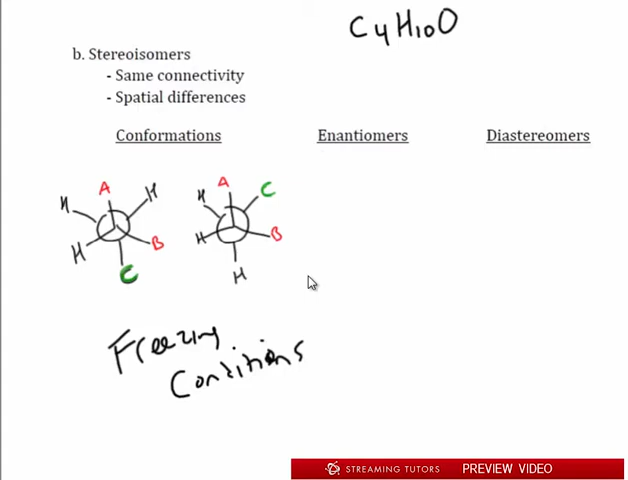 C4H10O
b. Stereoisomers
- Same connectivity
- Spatial differences
Conformations Enantiomers Diastereomers
A H A C
H H
H B H B
C H
Freezing
Conditions
STREAMING TUTORS PREVIEW VIDEO